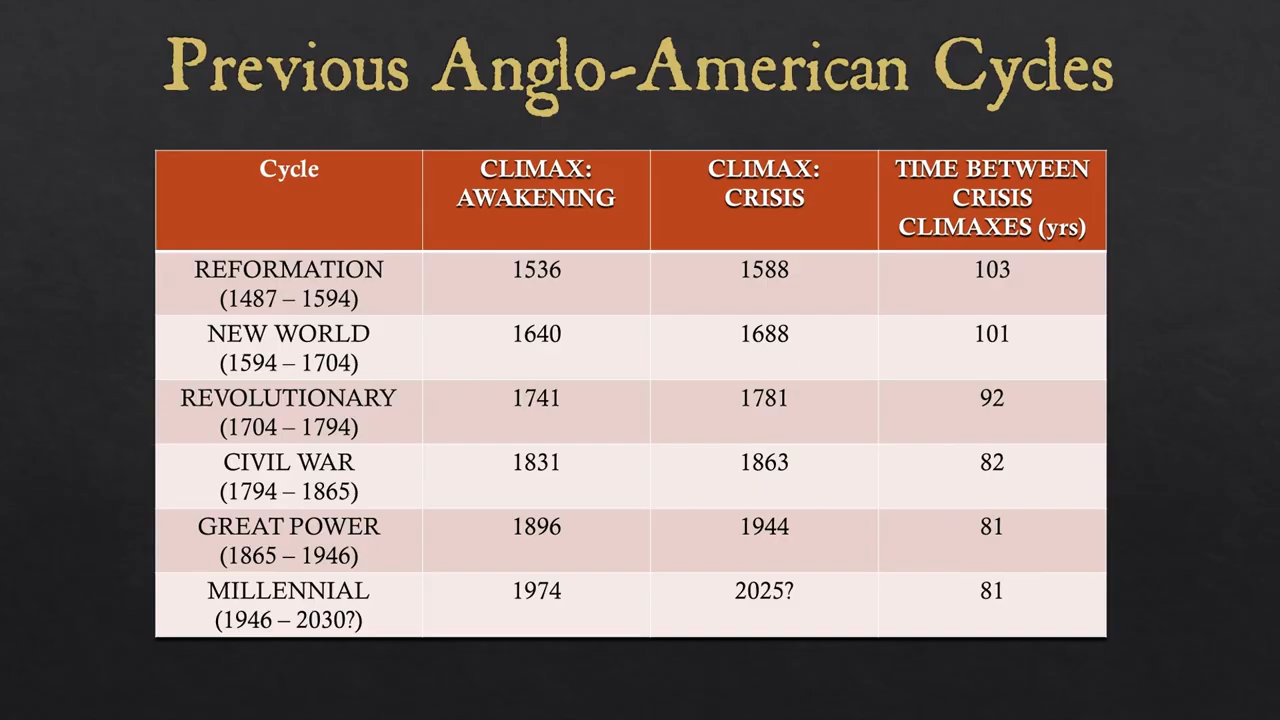 Previous Anglo-American Cycles
Cycle
CLIMAX:
AWAKENING
CLIMAX:
CRISIS
TIME BETWEEN
CRISIS
CLIMAXES (yrs)
REFORMATION
(1487 – 1594)
1536
1588
103
NEW WORLD
(1594 – 1704)
1640
1688
101
REVOLUTIONARY
(1704 – 1794)
1741
1781
92
CIVIL WAR
(1794 – 1865)
1831
1863
82
GREAT POWER
(1865 – 1946)
1896
1944
81
MILLENNIAL
(1946 – 2030?)
1974
2025?
81